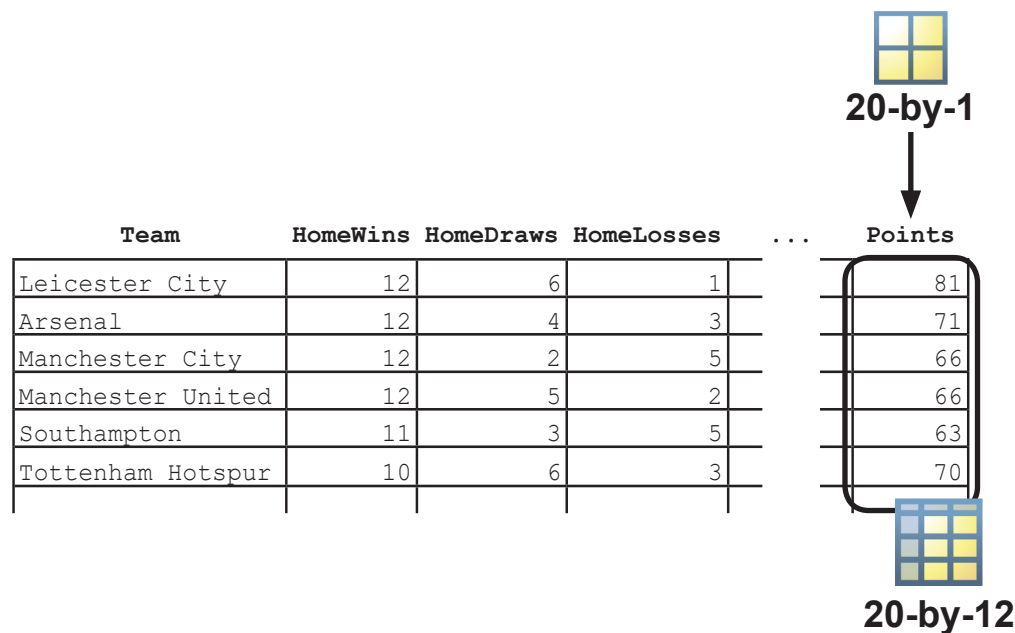 20-by-1
Team HomeWins HomeDraws HomeLosses ... Points
Leicester City 12 6 1 81
Arsenal 12 4 3 71
Manchester City 12 2 5 66
Manchester United 12 5 2 66
Southampton 11 3 5 63
Tottenham Hotspur 10 6 3 70
20-by-12